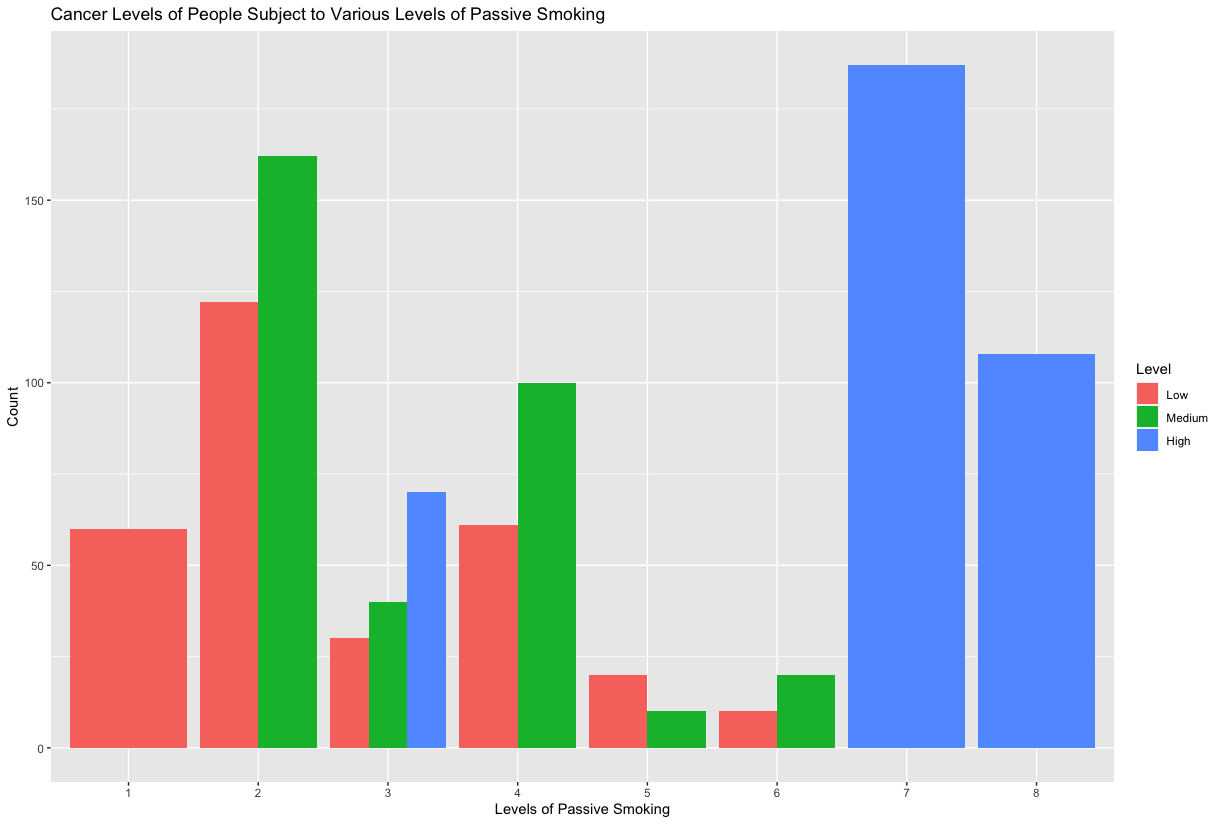 Cancer Levels of People Subject to Various Levels of Passive Smoking
Count
150
100
50
0
1 2 3 4 5 6 7 8
Levels of Passive Smoking
Level
Low
Medium
High